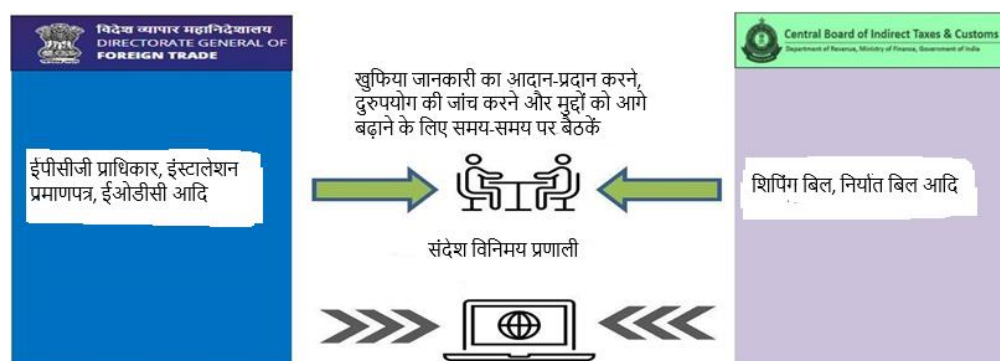 विदेश व्यापार महानिदेशालय
DIRECTORATE GENERAL OF
FOREIGN TRADE
Central Board of Indirect Taxes & Customs
Department of Revenue, Ministry of Finance, Government of India
खुफिया जानकारी का आदान-प्रदान करने,
दुरुपयोग की जांच करने और मुद्दों को आगे
बढ़ाने के लिए समय-समय पर बैठकें
ईपीसीजी प्राधिकार, इंस्टालेशन
प्रमाणपत्र, ईओडीसी आदि
शिपिंग बिल, निर्यात बिल आदि
संदेश विनिमय प्रणाली